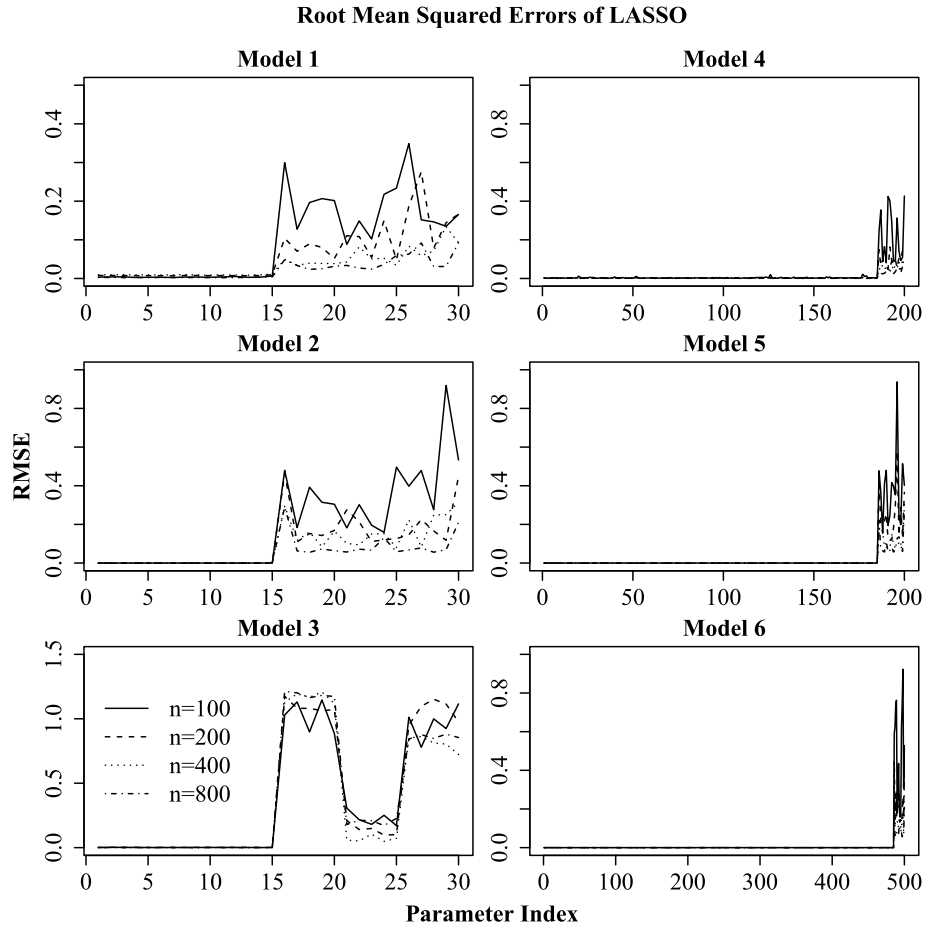 Root Mean Squared Errors of LASSO
Model 1
0.0 0.2 0.4
0 5 10 15 20 25 30
Model 4
0.0 0.4 0.8
0 50 100 150 200
Model 2
0.0 0.4 0.8
0 5 10 15 20 25 30
Model 5
0.0 0.4 0.8
0 50 100 150 200
Model 3
0.0 0.5 1.0 1.5
n=100
n=200
n=400
n=800
0 5 10 15 20 25 30
Model 6
0.0 0.4 0.8
0 100 200 300 400 500
RMSE
Parameter Index